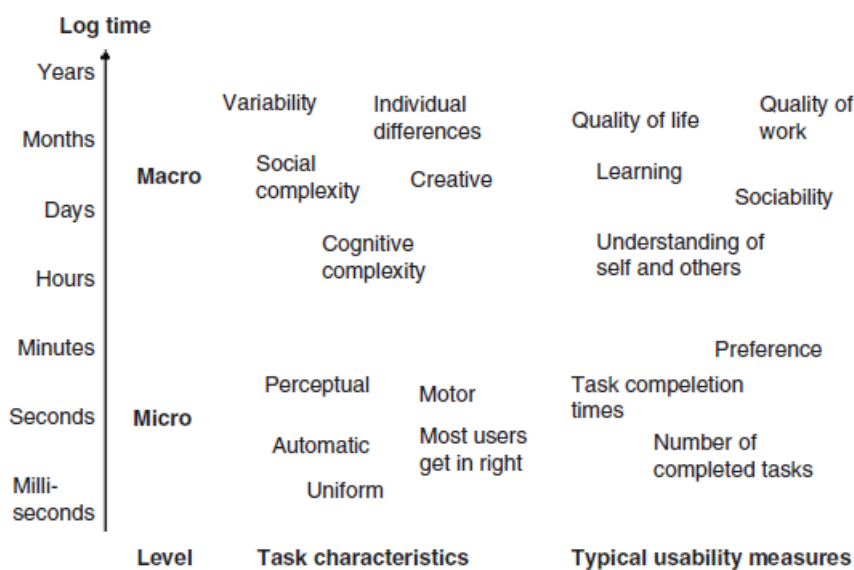 Log time
Years
Months
Days
Hours
Minutes
Seconds
Milli-
seconds
Macro
Micro
Variability
Individual
differences
Social
complexity
Creative
Cognitive
complexity
Perceptual
Motor
Automatic
Most users
get in right
Uniform
Quality of life
Quality of
work
Learning
Sociability
Understanding of
self and others
Preference
Task compeletion
times
Number of
completed tasks
Level
Task characteristics
Typical usability measures